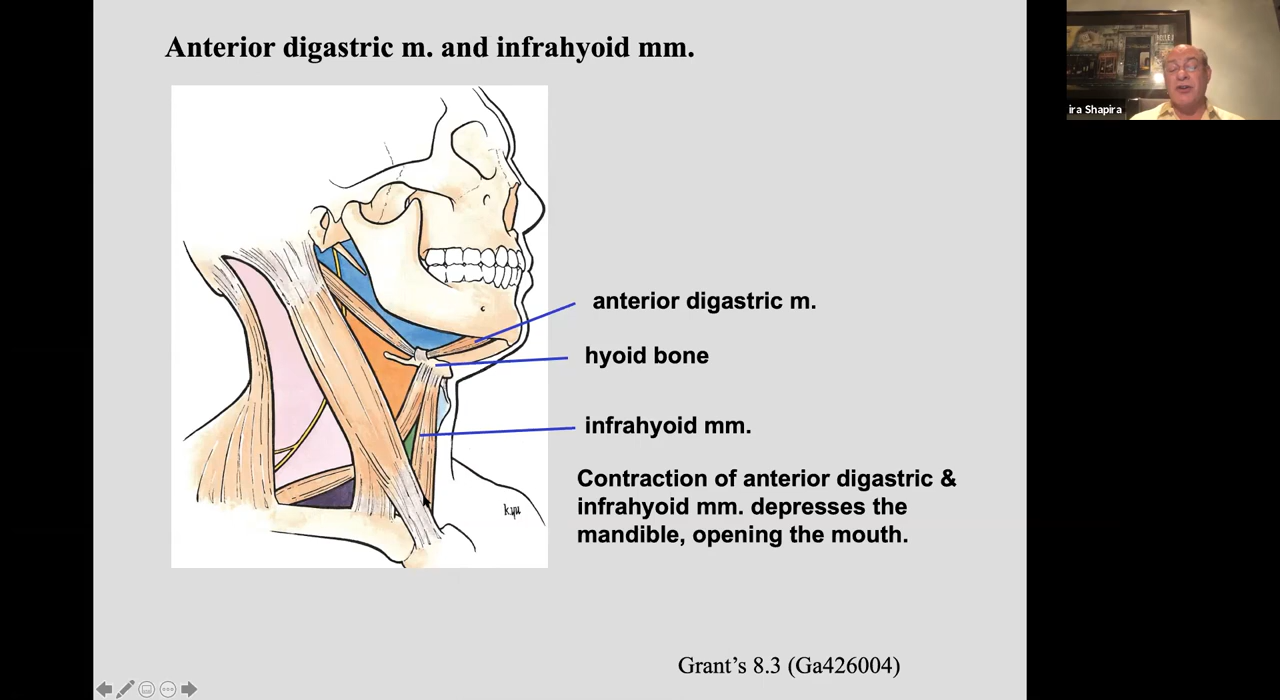 Anterior digastric m. and infrahyoid mm.
ira Shapira
anterior digastric m.
hyoid bone
infrahyoid mm.
Contraction of anterior digastric &
infrahyoid mm. depresses the
mandible, opening the mouth.
Grant's 8.3 (Ga426004)